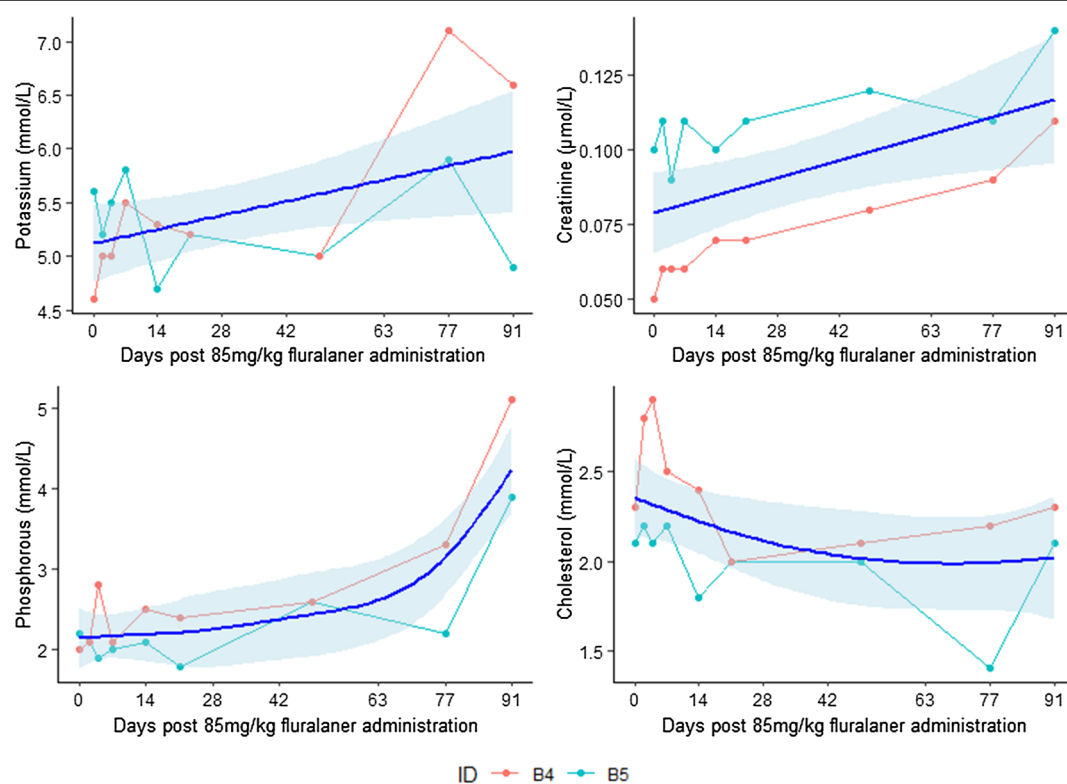 Potassium (mmol/L)
7.0
6.5
6.0
5.5
5.0
4.5
0 14 28 42 63 77 91
Days post 85mg/kg fluralaner administration
Creatinine (µmol/L)
0.125
0.100
0.075
0.050
0 14 28 42 63 77 91
Days post 85mg/kg fluralaner administration
Phosphorous (mmol/L)
5
4
3
2
0 14 28 42 63 77 91
Days post 85mg/kg fluralaner administration
Cholesterol (mmol/L)
2.5
2.0
1.5
0 14 28 42 63 77 91
Days post 85mg/kg fluralaner administration
ID B4 B5